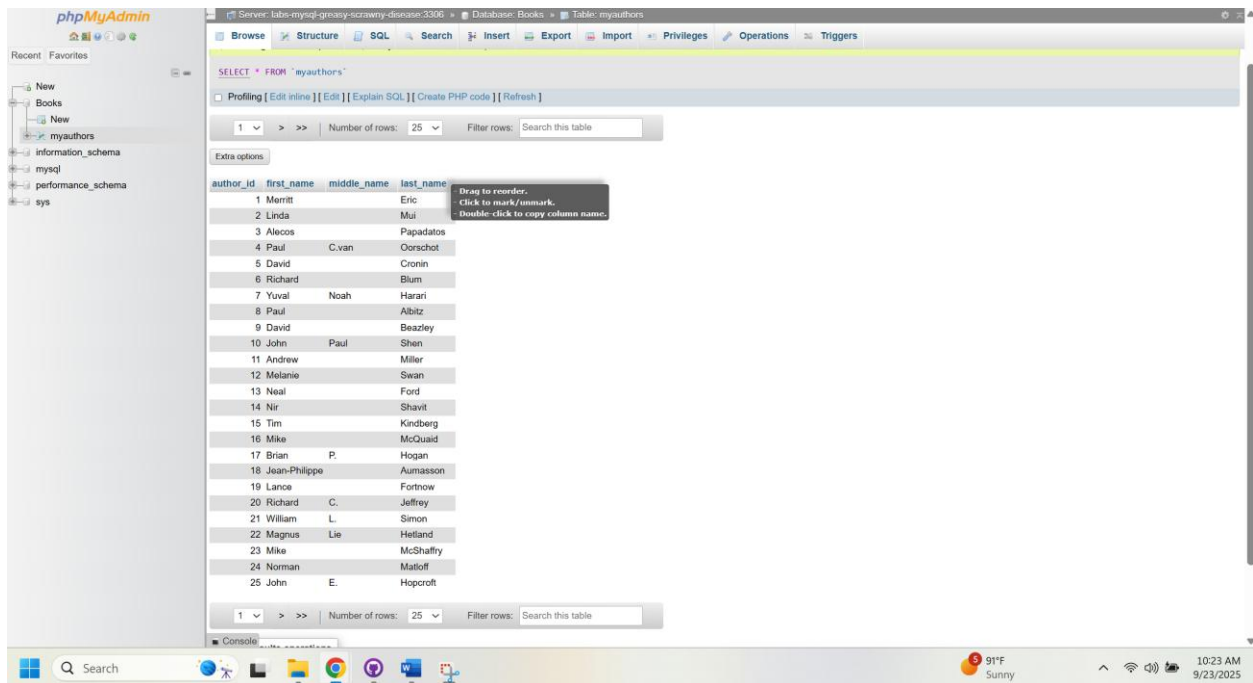 phpMyAdmin
Recent Favorites
New
Books
New
myauthors
information_schema
mysql
performance_schema
sys
Server: labs-mysql-greasy-scrawny-disease:3306 » Database: Books » Table: myauthors
Browse Structure SQL Search Insert Export Import Privileges Operations Triggers
SELECT * FROM `myauthors`
Profiling [ Edit inline ] [ Edit ] [ Explain SQL ] [ Create PHP code ] [ Refresh ]
1 > >> | Number of rows: 25 Filter rows: Search this table
Extra options
author_id first_name middle_name last_name
- Drag to reorder.
- Click to mark/unmark.
- Double-click to copy column name.
1 Merritt Eric
2 Linda Mui
3 Alecos Papadatos
4 Paul C.van Oorschot
5 David Cronin
6 Richard Blum
7 Yuval Noah Harari
8 Paul Albitz
9 David Beazley
10 John Paul Shen
11 Andrew Miller
12 Melanie Swan
13 Neal Ford
14 Nir Shavit
15 Tim Kindberg
16 Mike McQuaid
17 Brian P. Hogan
18 Jean-Philippe Aumasson
19 Lance Fortnow
20 Richard C. Jeffrey
21 William L. Simon
22 Magnus Lie Hetland
23 Mike McShaffry
24 Norman Matloff
25 John E. Hopcroft
1 > >> | Number of rows: 25 Filter rows: Search this table
Console
Search
5
91°F
Sunny
10:23 AM
9/23/2025